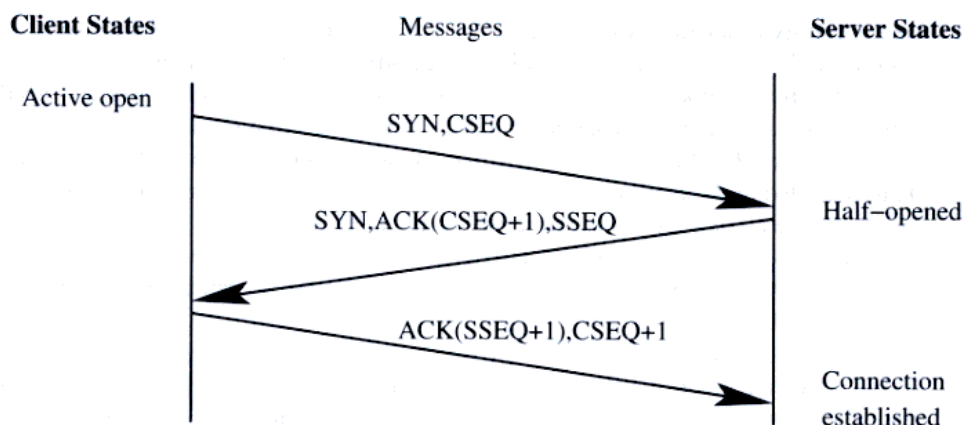 Client States
Messages
Server States
Active open
SYN,CSEQ
Half−opened
SYN,ACK(CSEQ+1),SSEQ
ACK(SSEQ+1),CSEQ+1
Connection
established